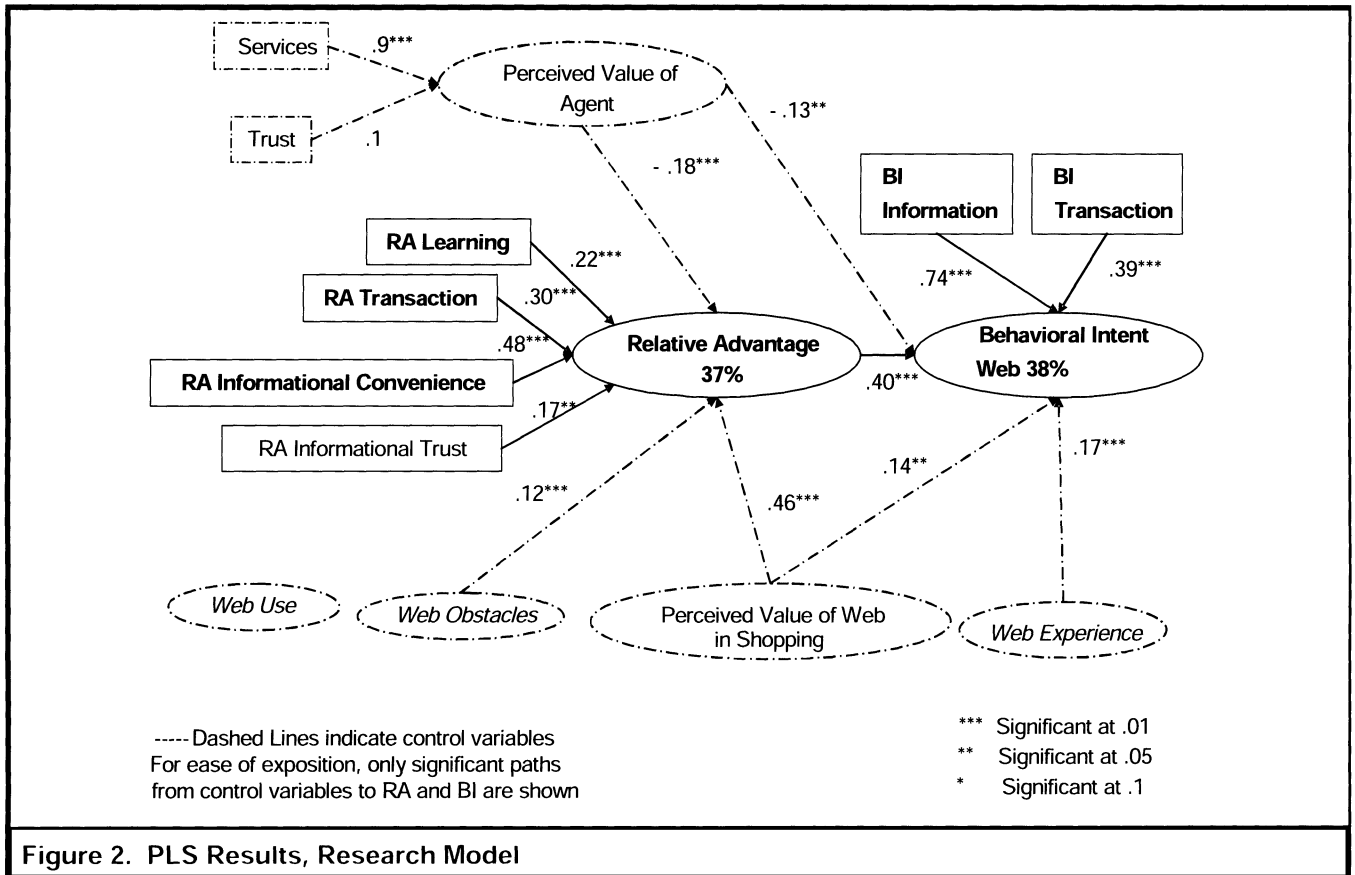 Services
.9***
Perceived Value of
Agent
Trust
.1
- .13**
- .18***
BI
Information
BI
Transaction
RA Learning
.22***
.74***
.39***
RA Transaction
.30***
.48***
Relative Advantage
37%
Behavioral Intent
Web 38%
RA Informational Convenience
.40***
.17**
RA Informational Trust
.12***
.46***
.14**
.17***
Web Use
Web Obstacles
Perceived Value of Web
in Shopping
Web Experience
----- Dashed Lines indicate control variables
For ease of exposition, only significant paths
from control variables to RA and BI are shown
*** Significant at .01
** Significant at .05
* Significant at .1
Figure 2. PLS Results, Research Model